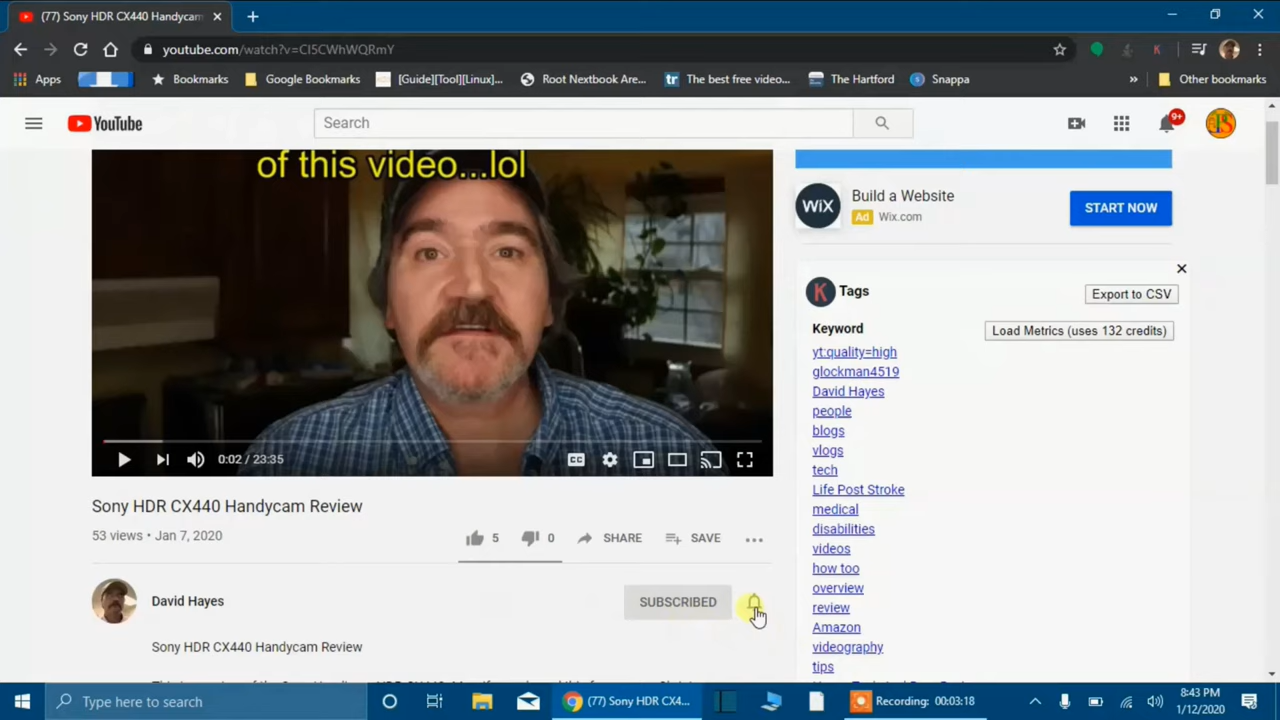 (77) Sony HDR CX440 Handycam
youtube.com/watch?v=CI5CWhWQRmY
Apps
Bookmarks
Google Bookmarks
[Guide][Tool][Linux]...
Root Nextbook Are...
tr The best free video...
The Hartford
Snappa
»
Other bookmarks
YouTube
Search
9+
of this video...lol
0:02 / 23:35
CC
Sony HDR CX440 Handycam Review
53 views • Jan 7, 2020
5
0
SHARE
SAVE
David Hayes
SUBSCRIBED
Sony HDR CX440 Handycam Review
WiX
Build a Website
Ad Wix.com
START NOW
K Tags
Export to CSV
Keyword
Load Metrics (uses 132 credits)
yt:quality=high
glockman4519
David Hayes
people
blogs
vlogs
tech
Life Post Stroke
medical
disabilities
videos
how too
overview
review
Amazon
videography
tips
Type here to search
(77) Sony HDR CX4...
Recording: 00:03:18
8:43 PM
1/12/2020